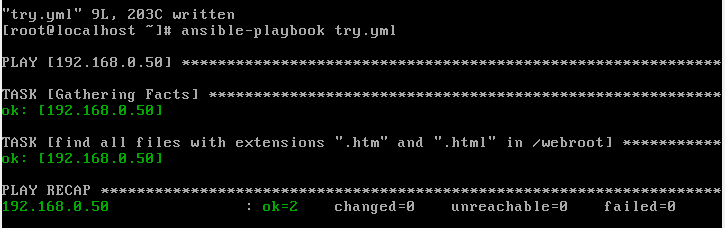 "try.yml" 9L, 203C written
[root@localhost ~]# ansible-playbook try.yml
PLAY [192.168.0.50] **************************************************************
TASK [Gathering Facts] ***********************************************************
ok: [192.168.0.50]
TASK [find all files with extensions ".htm" and ".html" in /webroot] ***********
ok: [192.168.0.50]
PLAY RECAP ***********************************************************************
192.168.0.50 : ok=2 changed=0 unreachable=0 failed=0